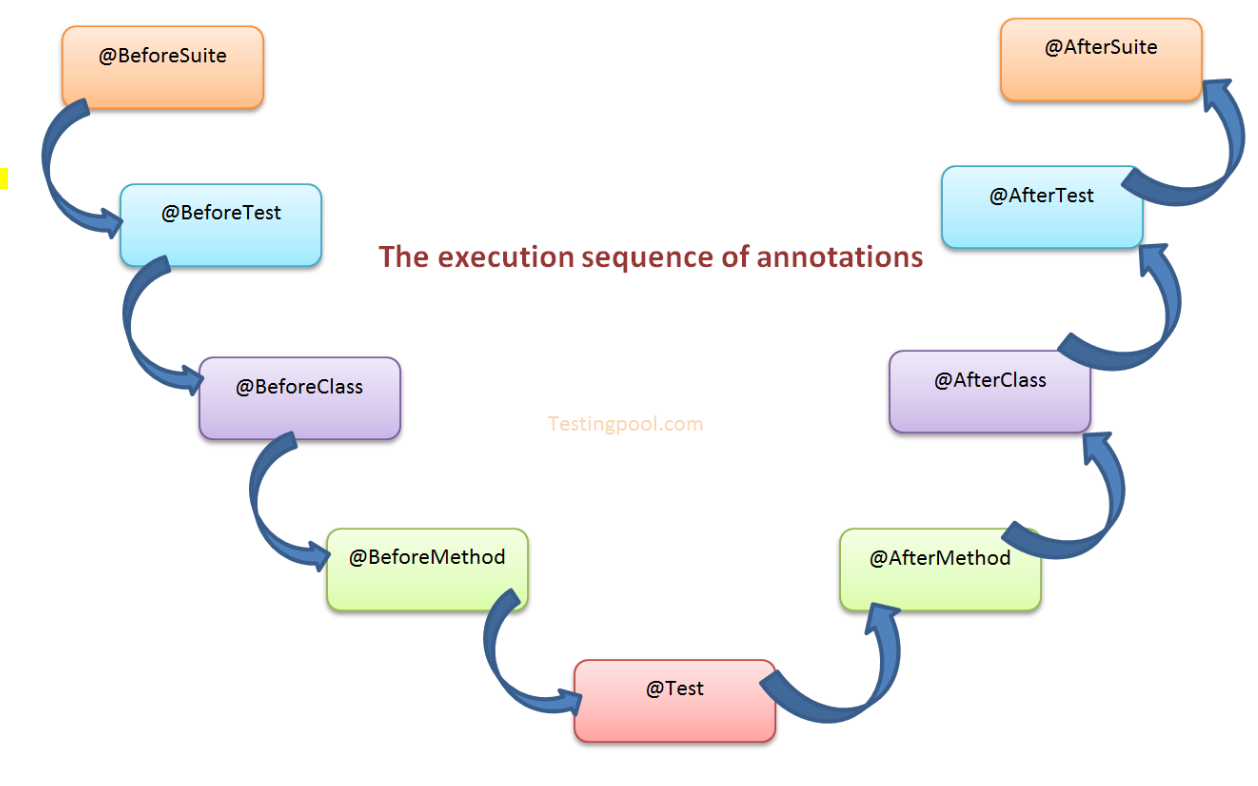 @BeforeSuite
@AfterSuite
@BeforeTest
@AfterTest
The execution sequence of annotations
@BeforeClass
@AfterClass
Testingpool.com
@BeforeMethod
@AfterMethod
@Test